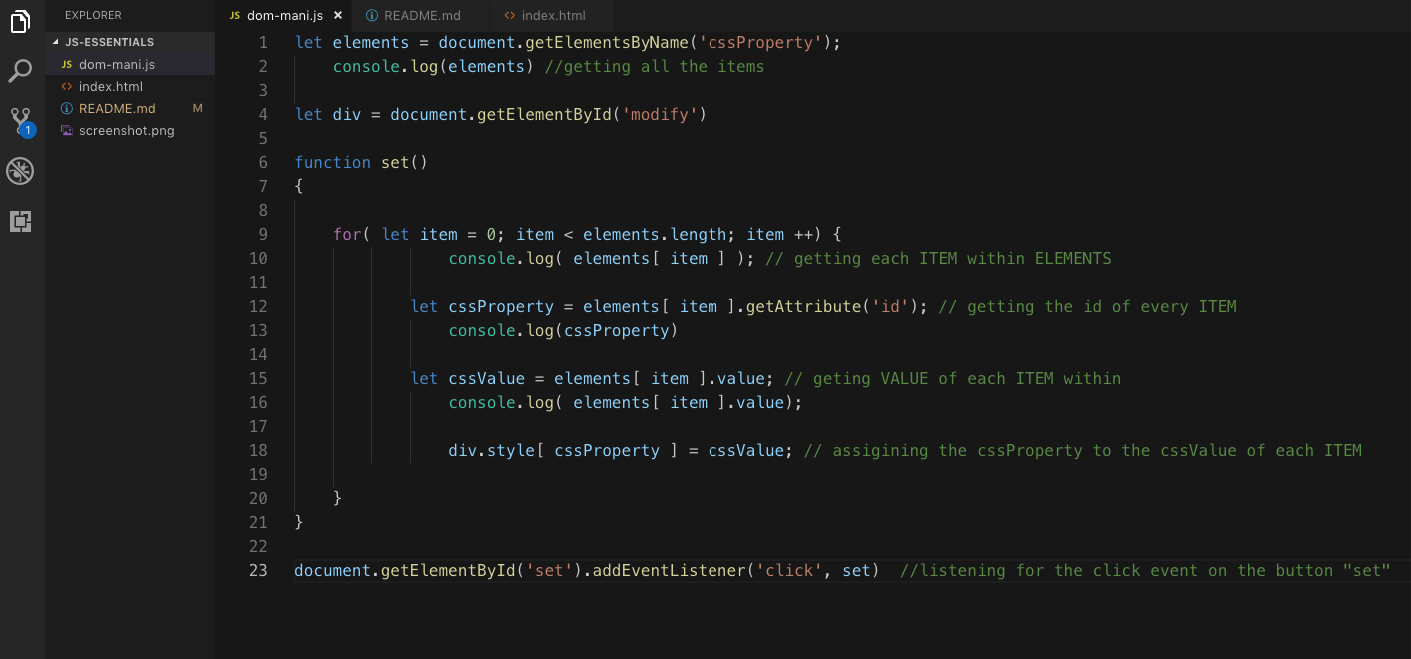 EXPLORER
JS-ESSENTIALS
JS dom-mani.js
index.html
README.md M
screenshot.png
1
JS dom-mani.js × README.md index.html
1 let elements = document.getElementsByName('cssProperty');
2 console.log(elements) //getting all the items
3
4 let div = document.getElementById('modify')
5
6 function set()
7 {
8
9 for( let item = 0; item < elements.length; item ++) {
10 console.log( elements[ item ] ); // getting each ITEM within ELEMENTS
11
12 let cssProperty = elements[ item ].getAttribute('id'); // getting the id of every ITEM
13 console.log(cssProperty)
14
15 let cssValue = elements[ item ].value; // geting VALUE of each ITEM within
16 console.log( elements[ item ].value);
17
18 div.style[ cssProperty ] = cssValue; // assigining the cssProperty to the cssValue of each ITEM
19
20 }
21 }
22
23 document.getElementById('set').addEventListener('click', set) //listening for the click event on the button "set"